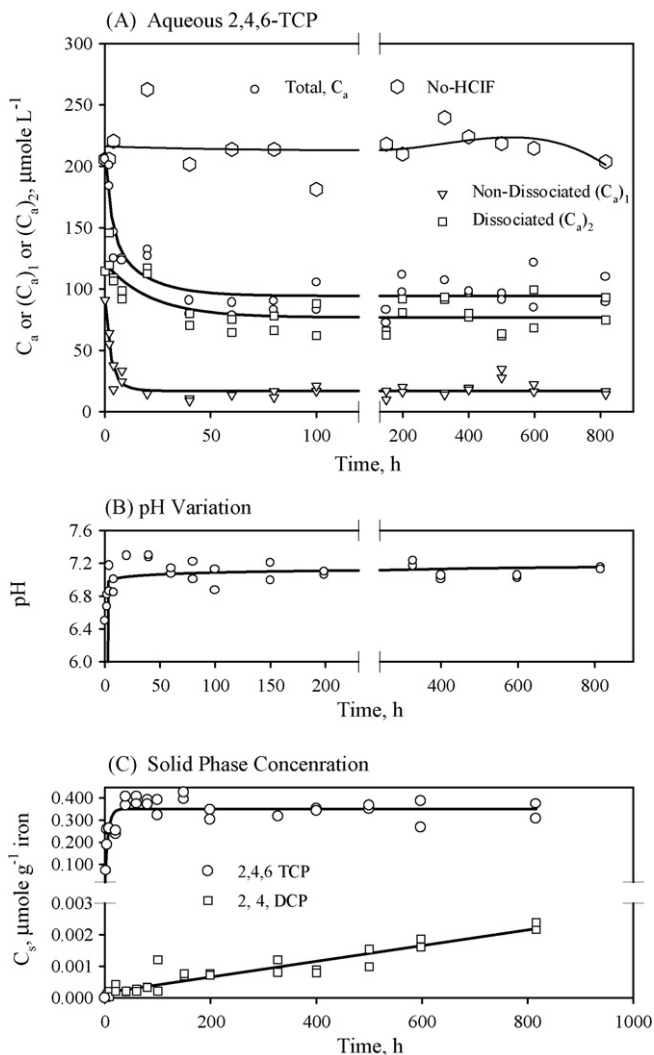 (A) Aqueous 2,4,6-TCP
300
250
200
150
100
50
0
Cₐ or (Cₐ)₁ or (Cₐ)₂, μmole L⁻¹
Total, Cₐ
No-HCIF
Non-Dissociated (Cₐ)₁
Dissociated (Cₐ)₂
0 50 100 200 400 600 800
Time, h Time, h
(B) pH Variation
7.6
7.2
6.8
6.4
6.0
pH
0 50 100 150 200 400 600 800
Time, h Time, h
(C) Solid Phase Concenration
0.400
0.300
0.200
0.100
0.003
0.002
0.001
0.000
Cₛ, μmole g⁻¹ iron
2,4,6 TCP
2, 4, DCP
0 200 400 600 800 1000
Time, h